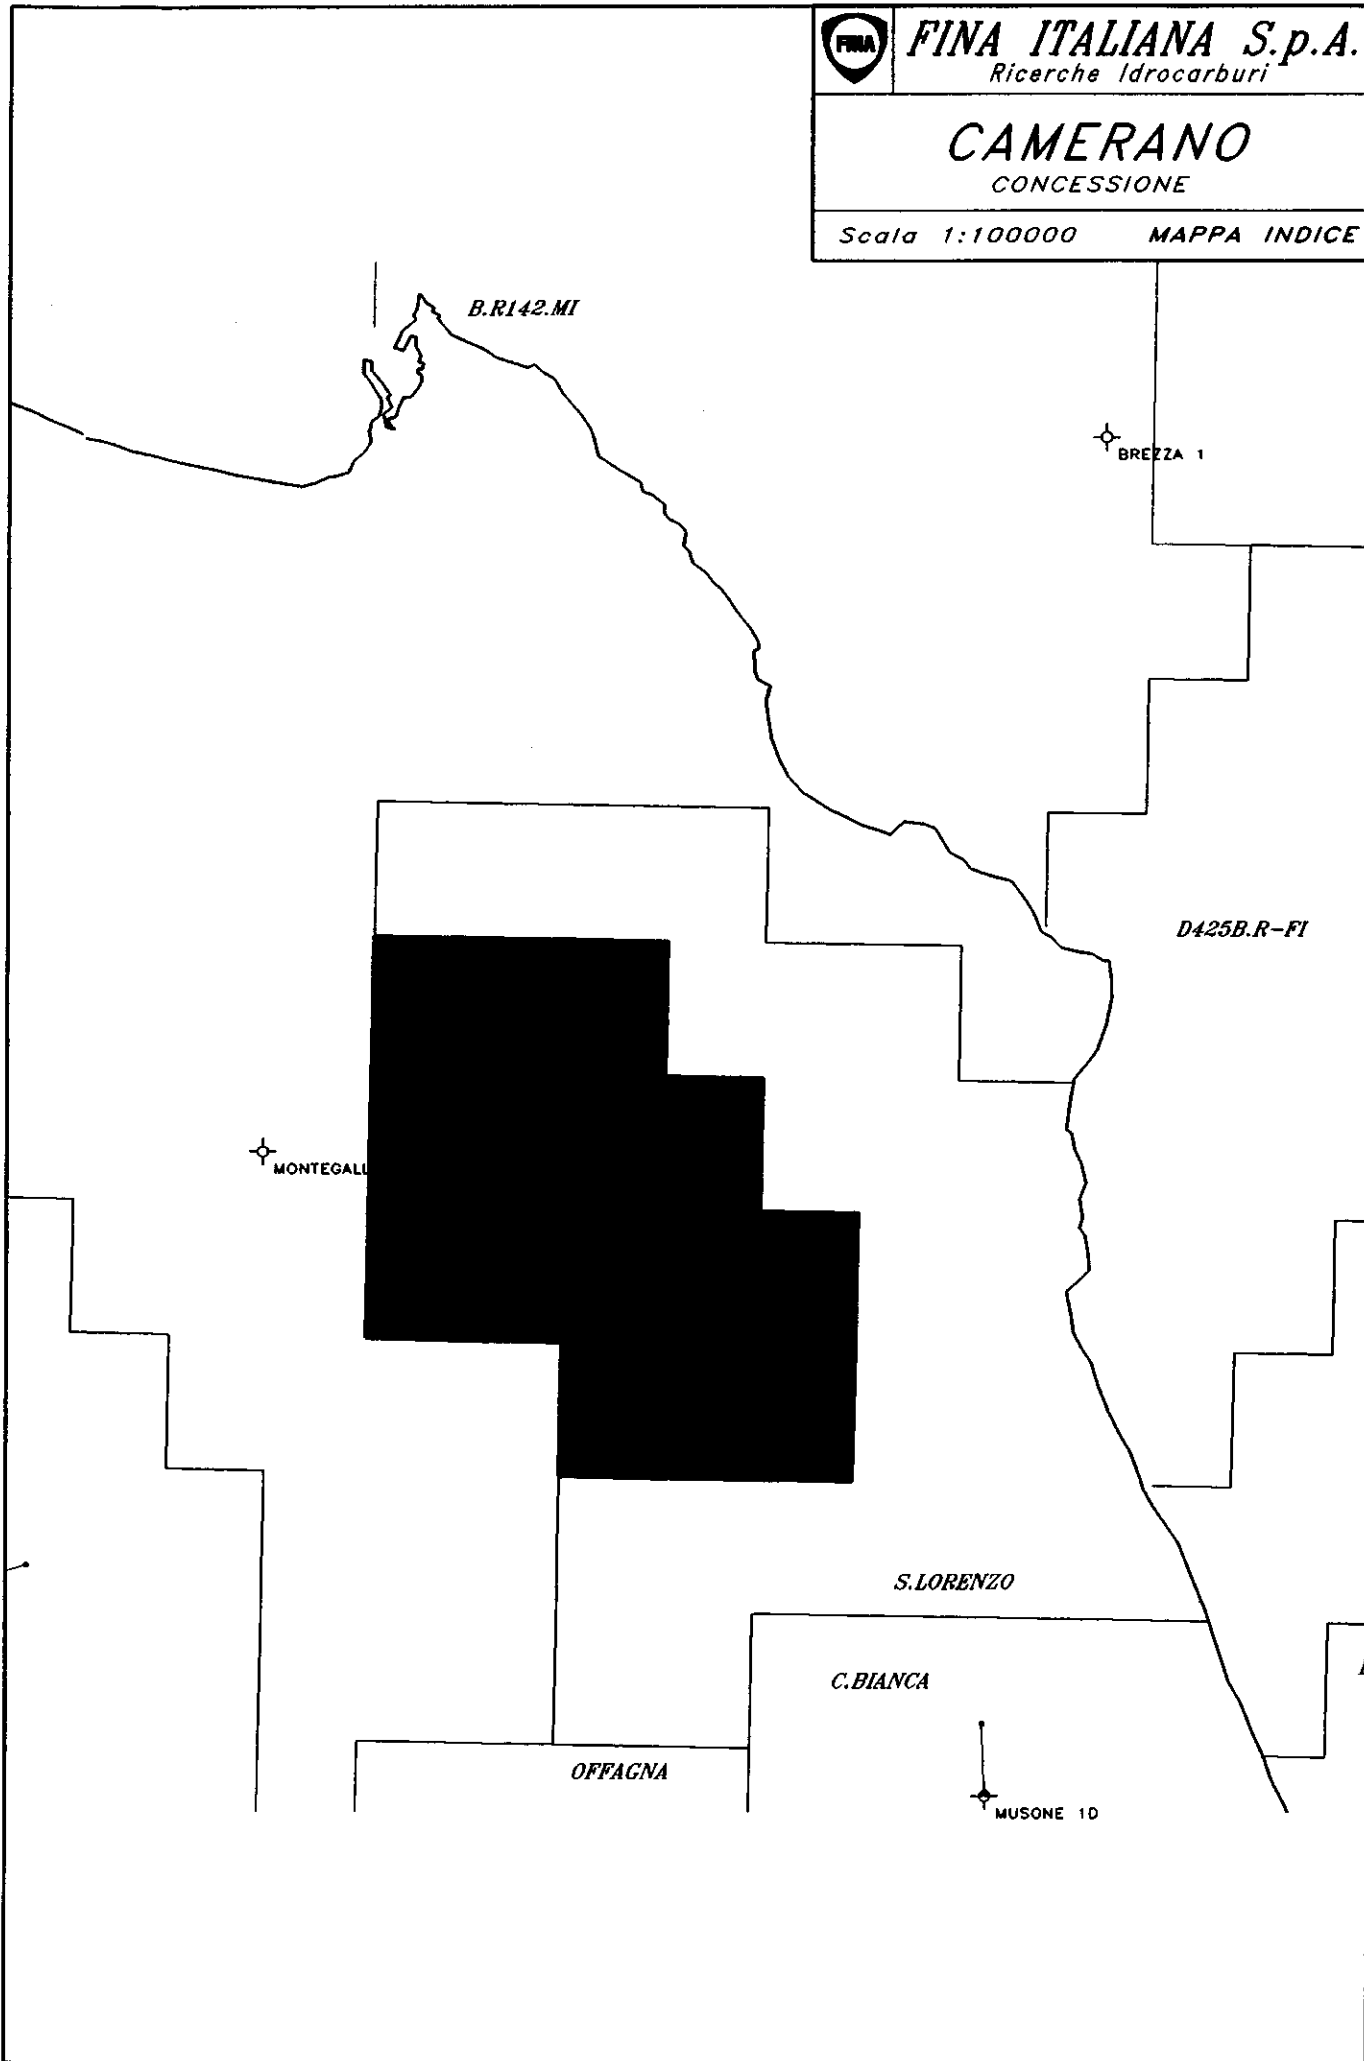 FINA
FINA ITALIANA S.p.A.
Ricerche Idrocarburi
CAMERANO
CONCESSIONE
Scala 1:100000 MAPPA INDICE
B.R142.MI
BREZZA 1
D425B.R-FI
MONTEGALL
S.LORENZO
C.BIANCA
OFFAGNA
MUSONE 1D